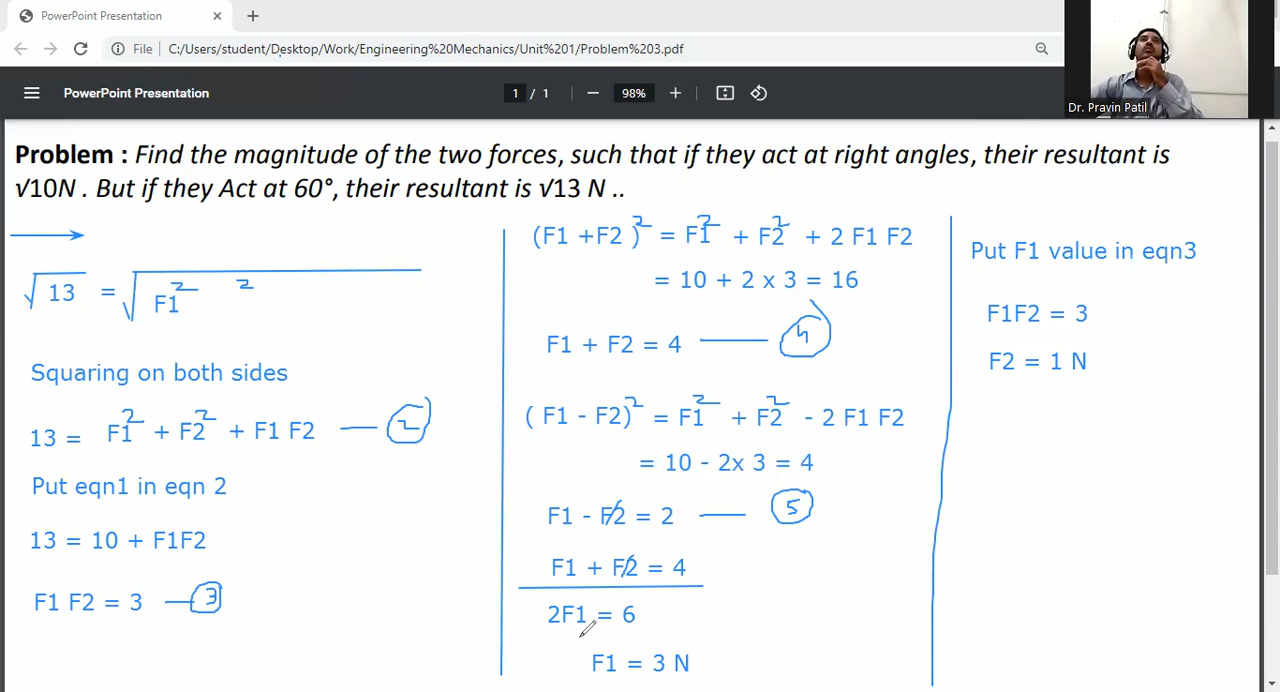 PowerPoint Presentation
File C:/Users/student/Desktop/Work/Engineering%20Mechanics/Unit%201/Problem%203.pdf
PowerPoint Presentation 1 / 1 98%
Dr. Pravin Patil
Problem : Find the magnitude of the two forces, such that if they act at right angles, their resultant is
√10N . But if they Act at 60°, their resultant is √13 N ..
√13 = √F1² ²
Squaring on both sides
13 = F1² + F2² + F1 F2 — 2
Put eqn1 in eqn 2
13 = 10 + F1F2
F1 F2 = 3 — 3
(F1 +F2 )² = F1² + F2² + 2 F1 F2
= 10 + 2 x 3 = 16
F1 + F2 = 4 — 4
( F1 - F2)² = F1² + F2² - 2 F1 F2
= 10 - 2x 3 = 4
F1 - F2 = 2 — 5
F1 + F2 = 4
2F1 = 6
F1 = 3 N
Put F1 value in eqn3
F1F2 = 3
F2 = 1 N